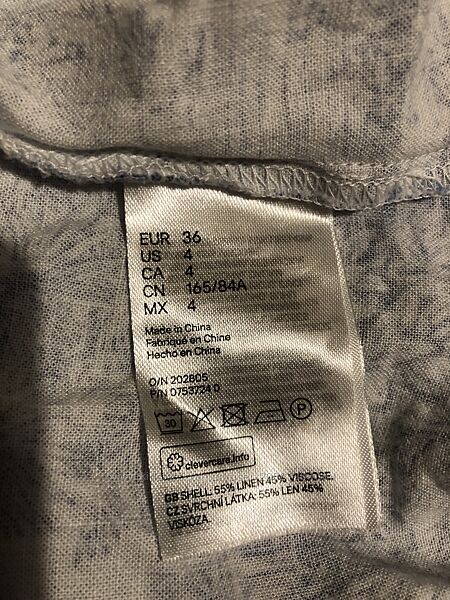 EUR 36
US 4
CA 4
CN 165/84A
MX 4
Made in China
Fabriqué en Chine
Hecho en China
O/N 202805
P/N 0753724 0
30
P
clevercare.info
GB SHELL: 55% LINEN 45% VISCOSE.
CZ SVRCHNÍ LÁTKA: 55% LEN 45%
VISKÓZA.